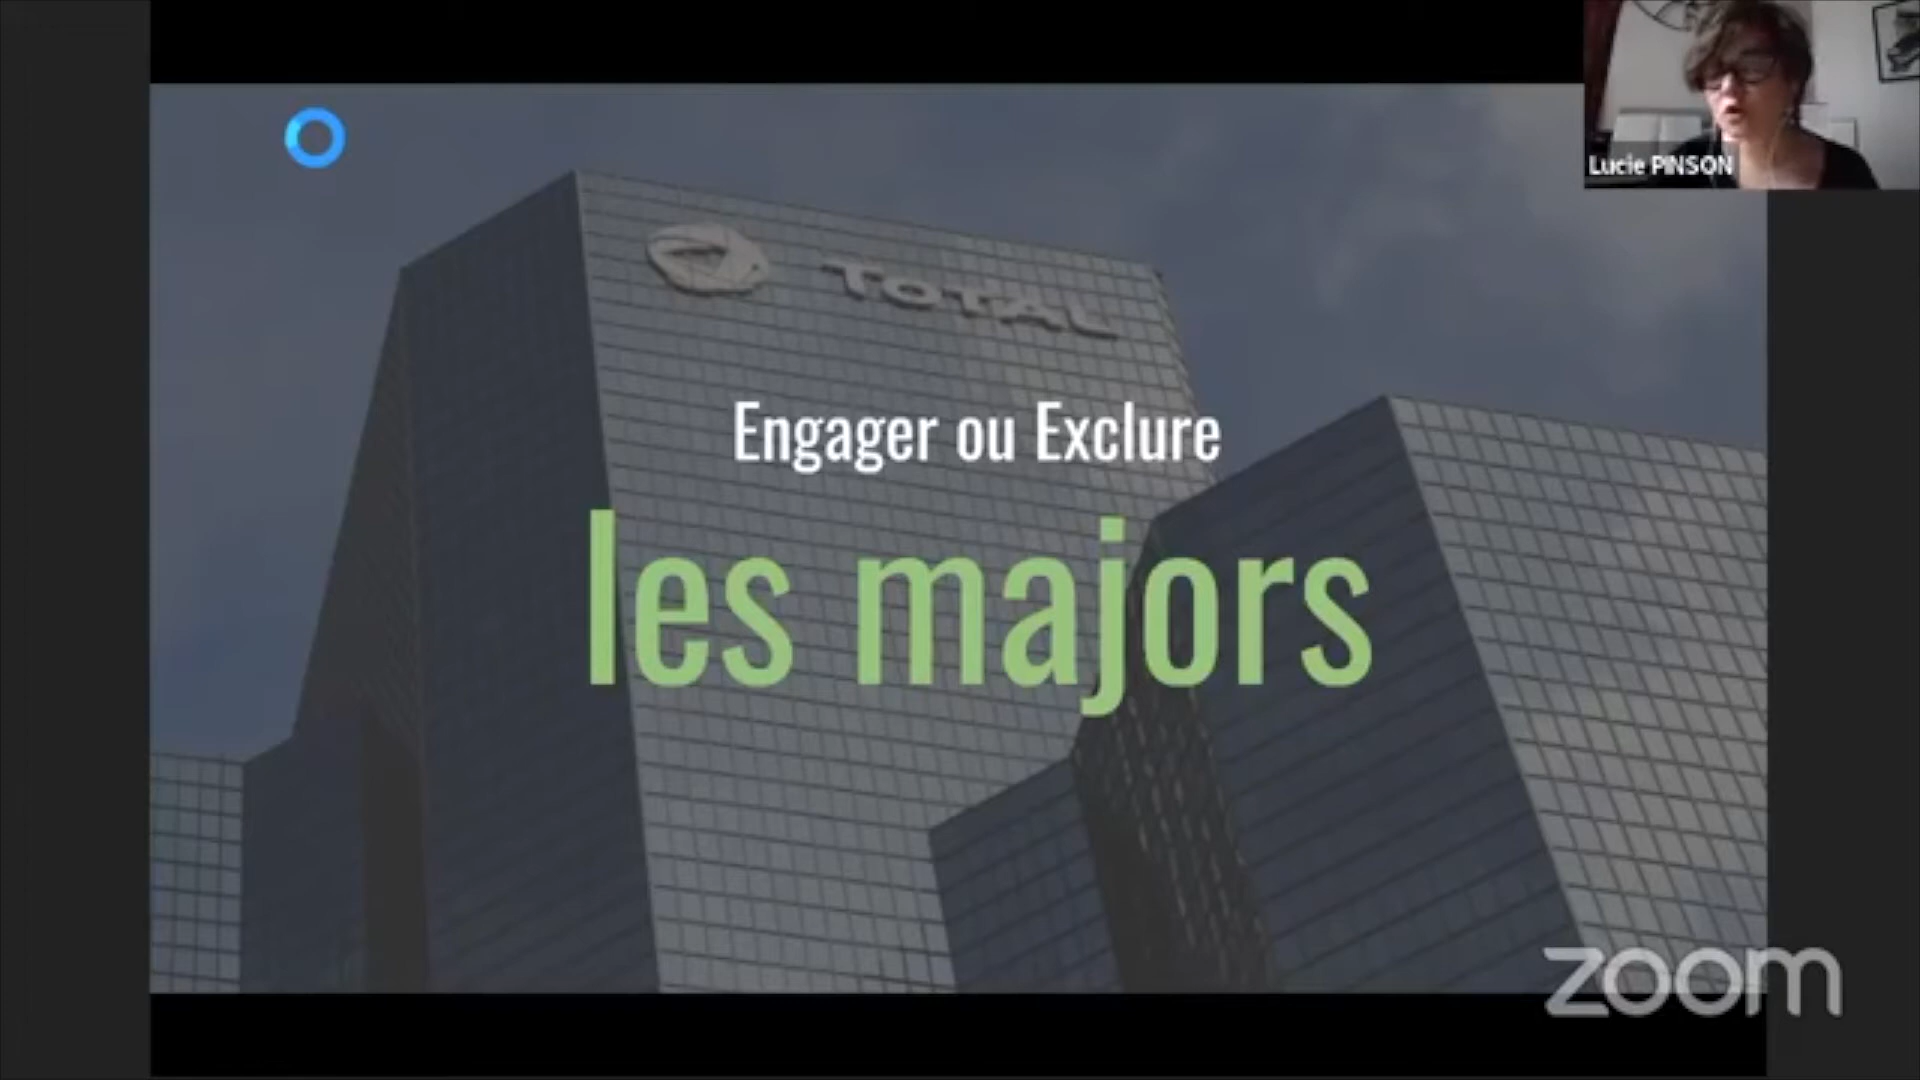 Lucie PINSON
TOTAL
Engager ou Exclure
les majors
zoom